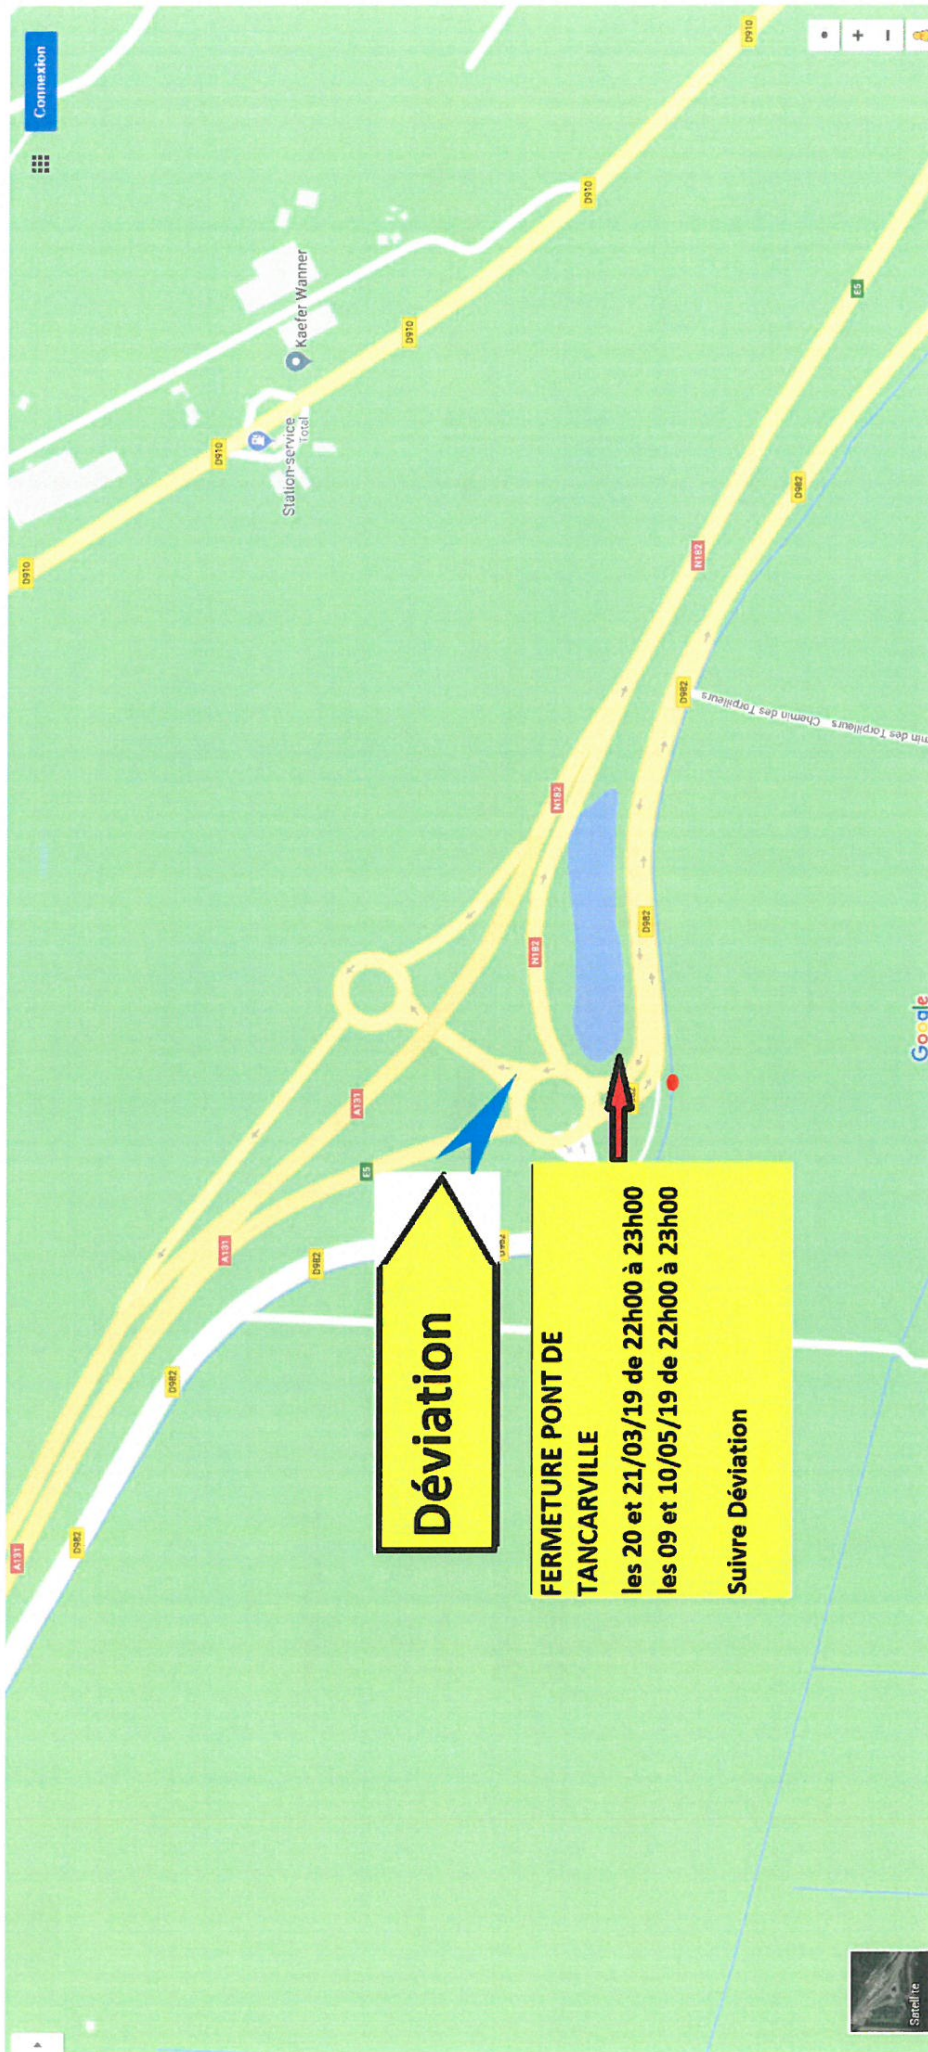 Connexion
D910
D910
D910
D910
D910
Kaefer Wanner
Station-service
Total
E5
D982
N182
D982
Chemin des Torpilleurs
min des Torpilleurs
N182
N182
D982
A131
E5
A131
D982
D982
D982
A131
D982
Déviation
FERMETURE PONT DE
TANCARVILLE
les 20 et 21/03/19 de 22h00 à 23h00
les 09 et 10/05/19 de 22h00 à 23h00
Suivre Déviation
Google
Satellite